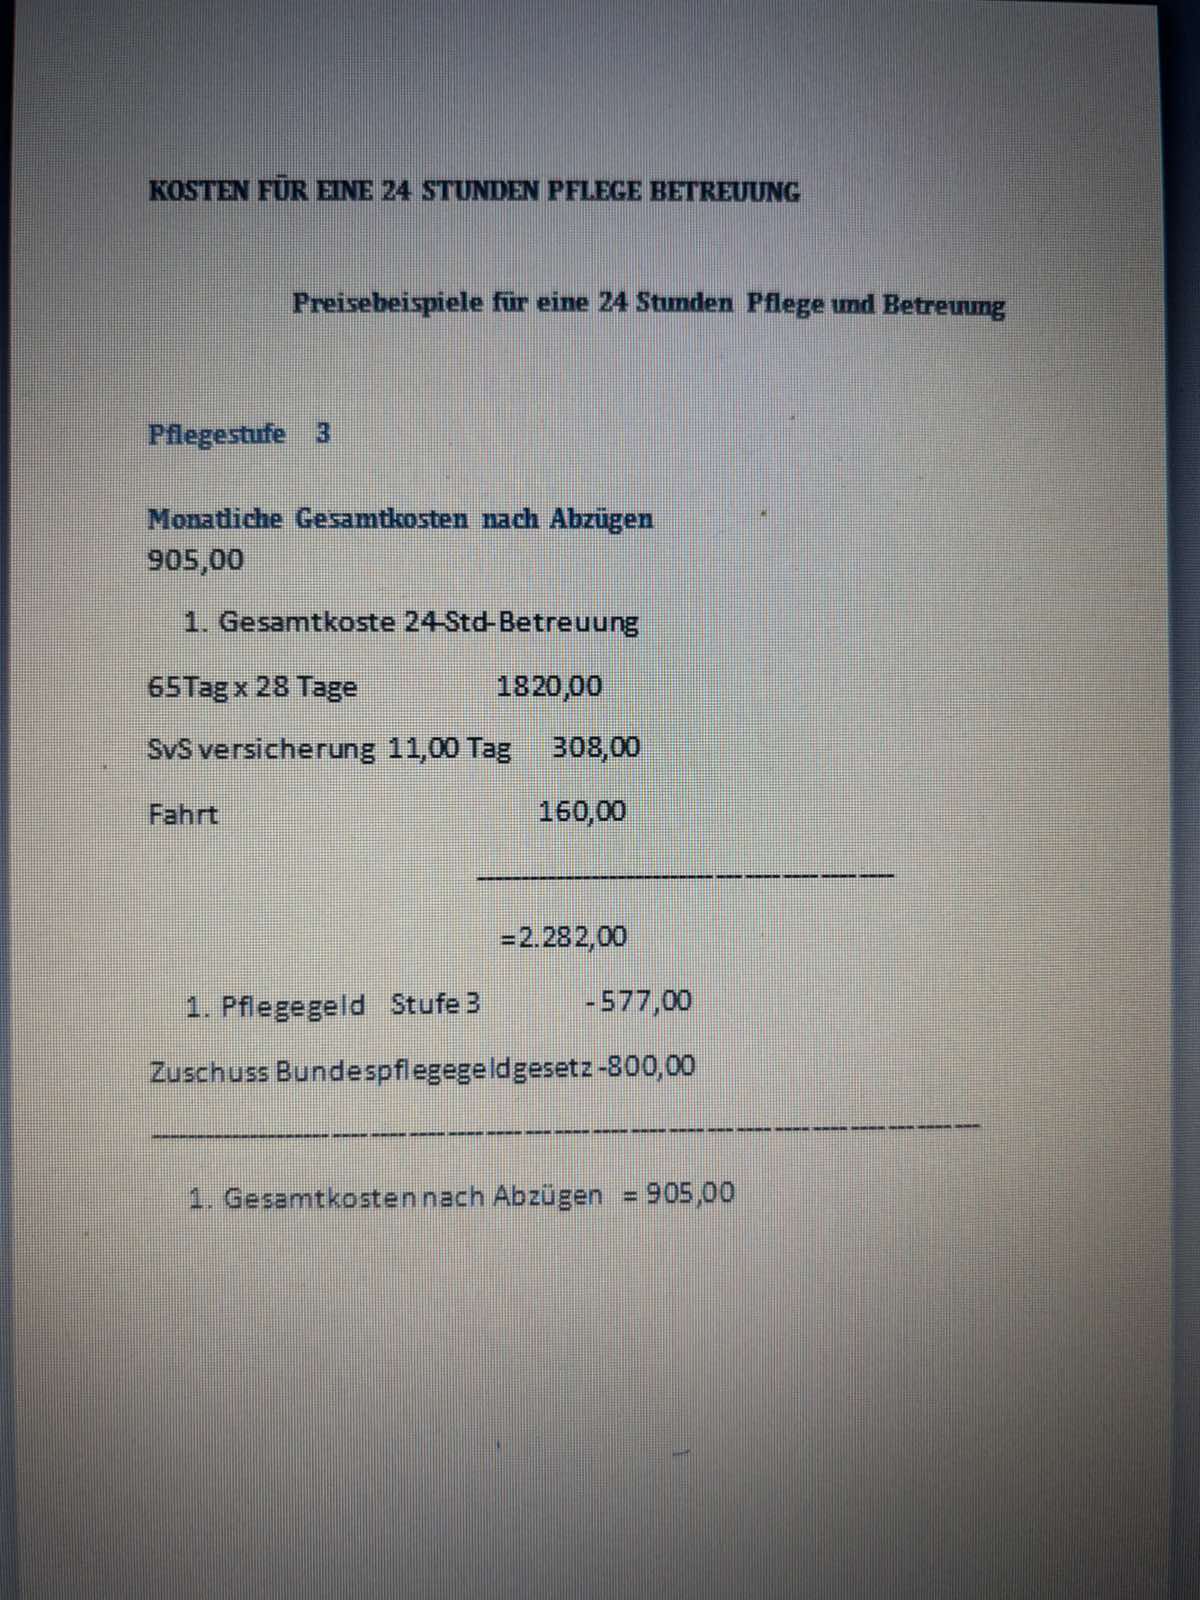 KOSTEN FÜR EINE 24 STUNDEN PFLEGE BETREUUNG
Preisebeispiele für eine 24 Stunden Pflege und Betreuung
Pflegestufe 3
Monatliche Gesamtkosten nach Abzügen
905,00
1. Gesamtkoste 24-Std-Betreuung
65Tag x 28 Tage 1820,00
SvS versicherung 11,00 Tag 308,00
Fahrt 160,00
=2.282,00
1. Pflegegeld Stufe 3 -577,00
Zuschuss Bundespflegegeldgesetz -800,00
1. Gesamtkosten nach Abzügen = 905,00